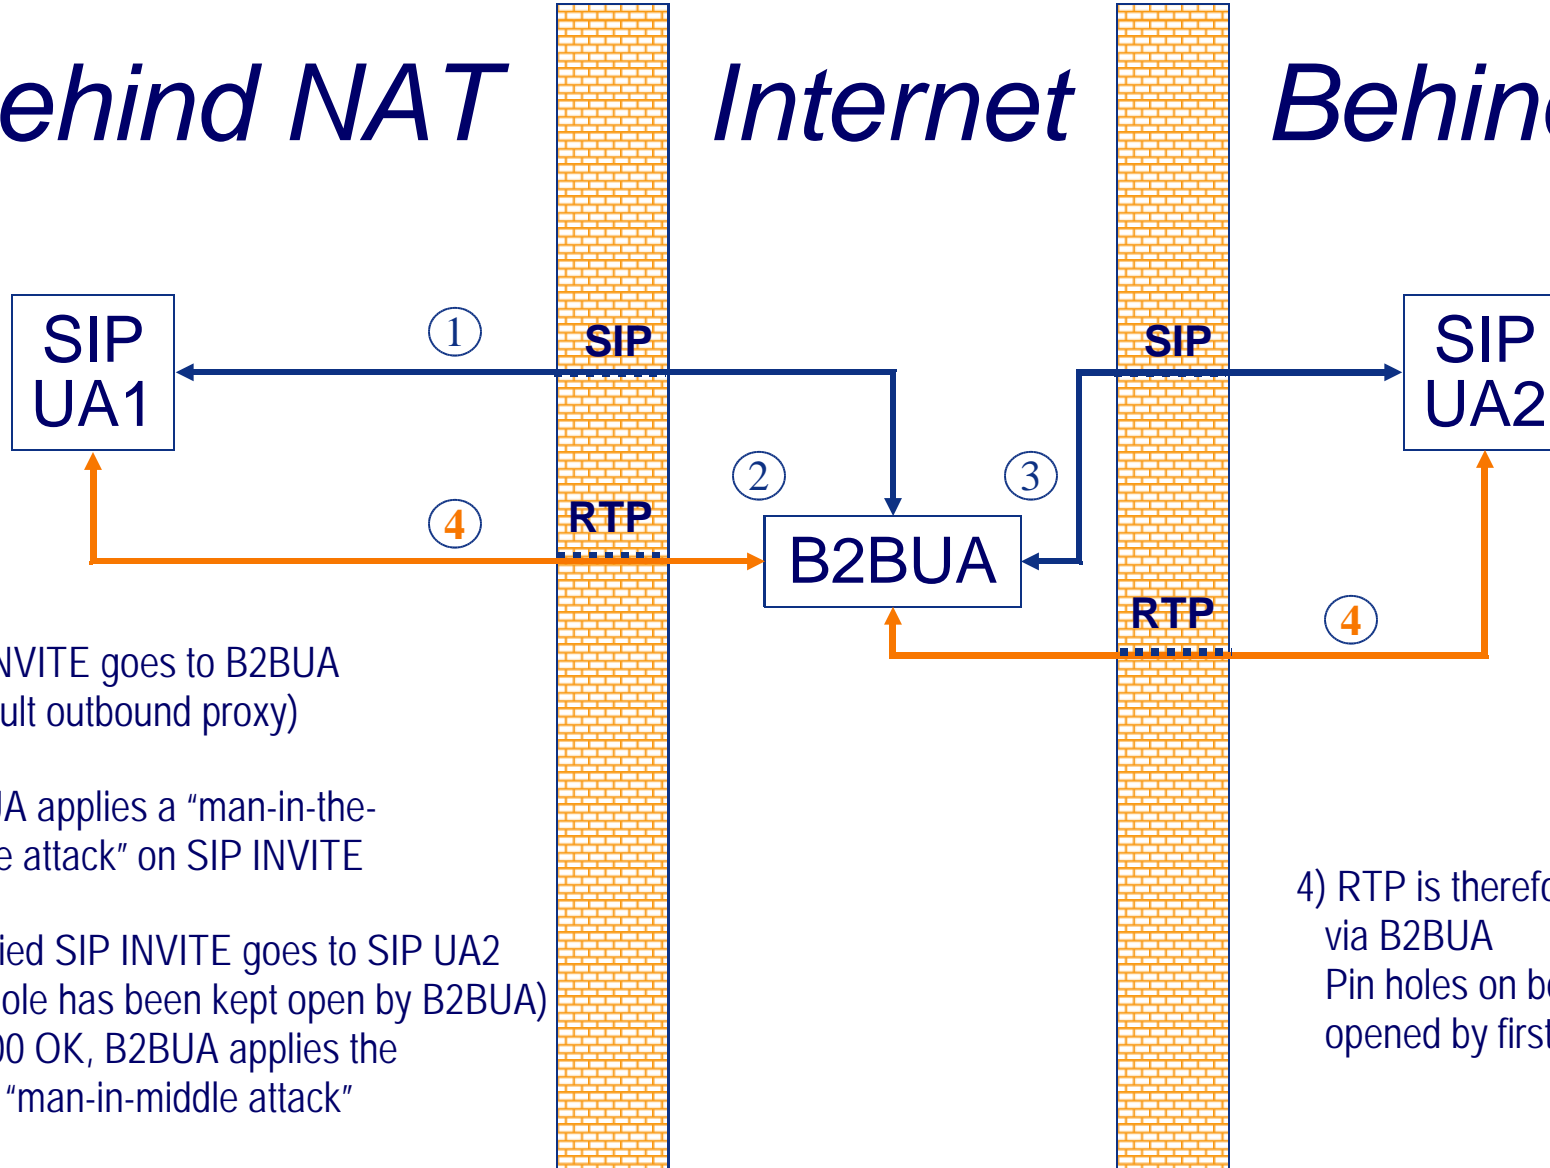 ehind NAT
Internet
Behin
SIP
UA1
1
SIP
SIP
SIP
UA2
2
3
4
RTP
B2BUA
RTP
4
NVITE goes to B2BUA
ult outbound proxy)
UA applies a “man-in-the-
e attack” on SIP INVITE
ied SIP INVITE goes to SIP UA2
ole has been kept open by B2BUA)
00 OK, B2BUA applies the
“man-in-middle attack”
4) RTP is therefo
via B2BUA
Pin holes on b
opened by first